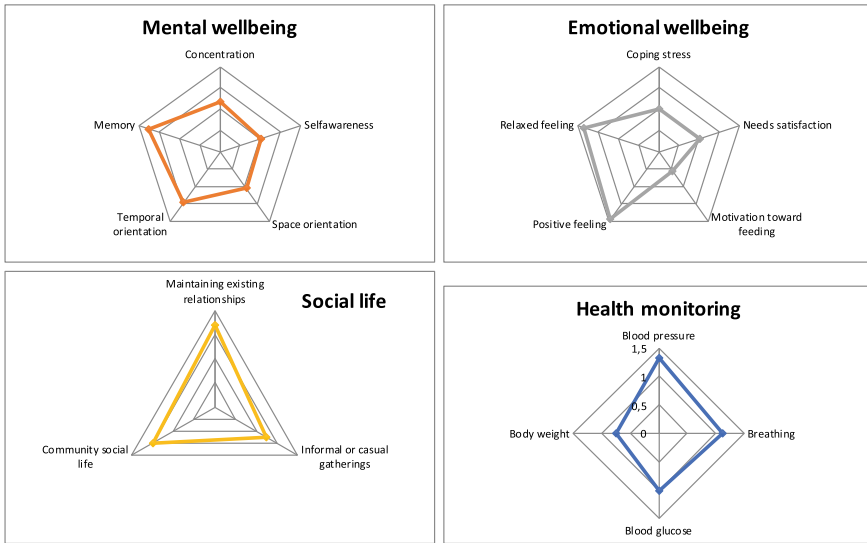 Mental wellbeing
Concentration
Memory
Selfawareness
Temporal
orientation
Space orientation
Emotional wellbeing
Coping stress
Relaxed feeling
Needs satisfaction
Positive feeling
Motivation toward
feeding
Maintaining existing
relationships
Social life
Community social
life
Informal or casual
gatherings
Health monitoring
Blood pressure
1,5
1
0,5
0
Body weight
Breathing
Blood glucose